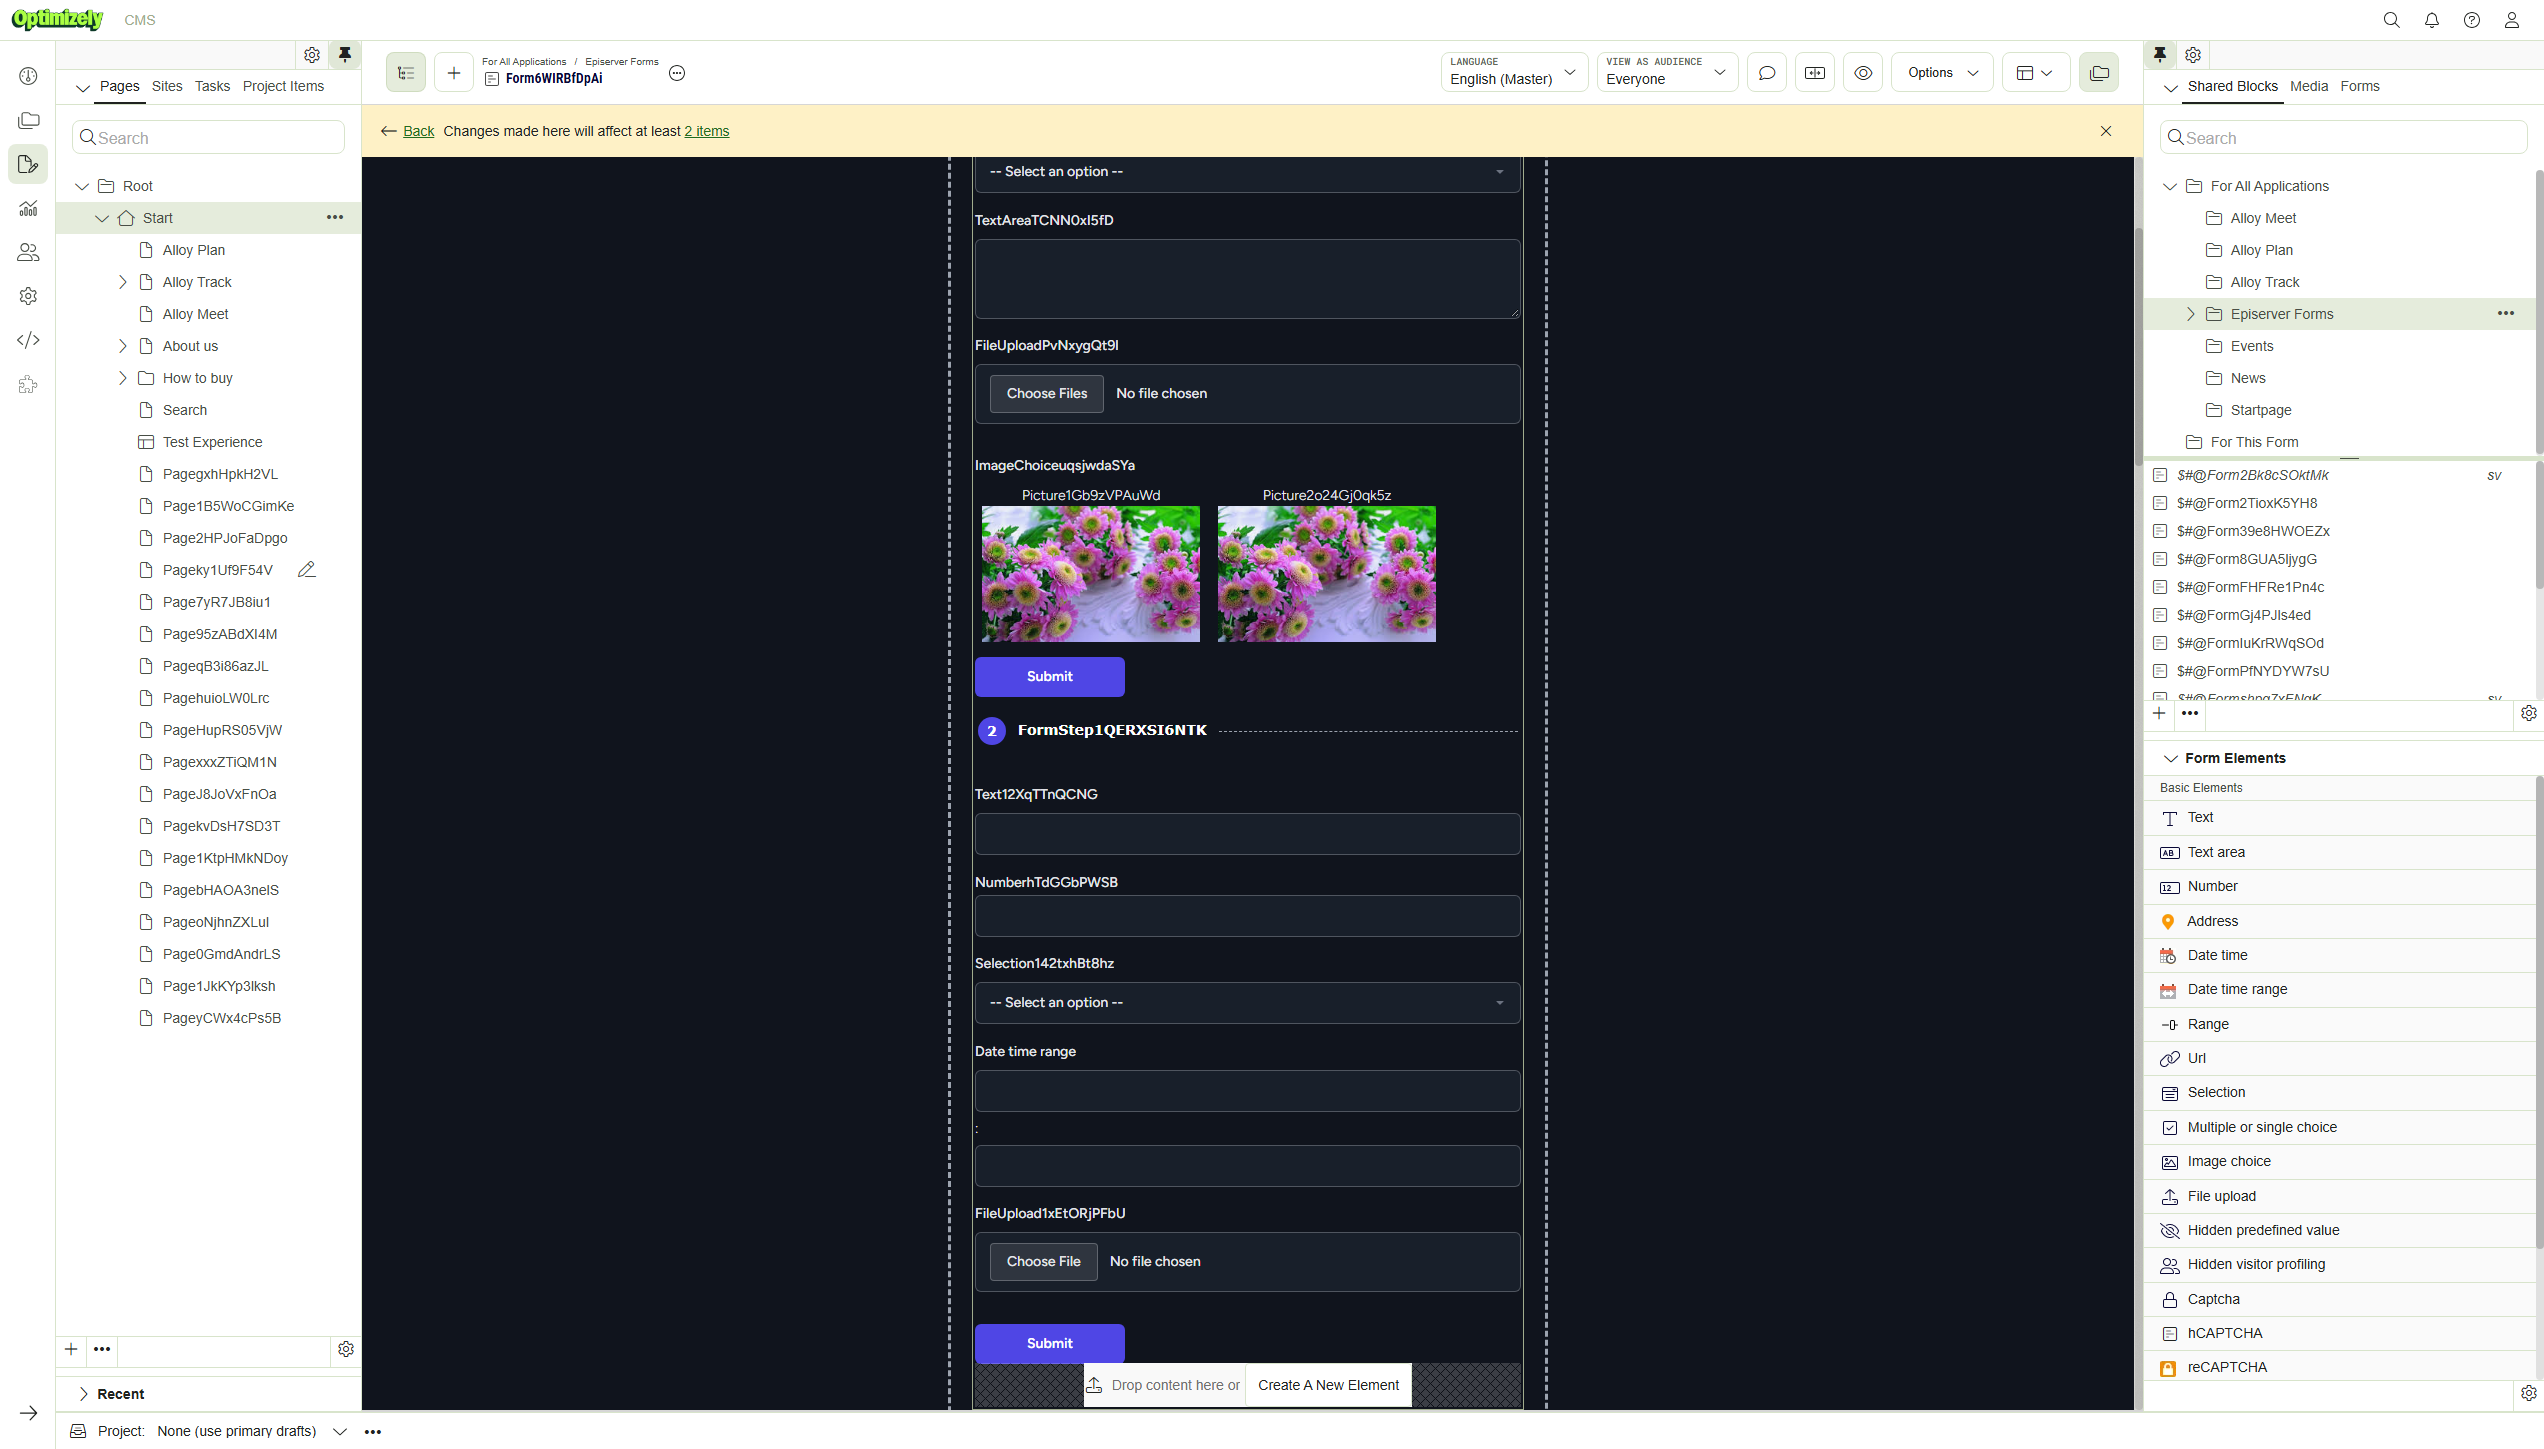 Optimizely CMS
Pages Sites Tasks Project Items
Search
Root
Start
Alloy Plan
Alloy Track
Alloy Meet
About us
How to buy
Search
Test Experience
PagegxhHpkH2VL
Page1B5WoCGimKe
Page2HPJoFaDpgo
Pageky1Uf9F54V
Page7yR7JB8iu1
Page95zABdXI4M
PageqB3i86azJL
PagehuioLW0Lrc
PageHupRS05VjW
PagexxxZTiQM1N
PageJ8JoVxFnOa
PagekvDsH7SD3T
Page1KtpHMkNDoy
PagebHAOA3nelS
PageoNjhnZXLul
Page0GmdAndrLS
Page1JkKYp3lksh
PageyCWx4cPs5B
Recent
Project: None (use primary drafts)
For All Applications / Episerver Forms
Form6WIRBfDpAi
LANGUAGE
English (Master)
VIEW AS AUDIENCE
Everyone
Options
Back Changes made here will affect at least 2 items
-- Select an option --
TextAreaTCNN0xI5fD
FileUploadPvNxygQt9I
Choose Files No file chosen
ImageChoiceuqsjwdaSYa
Picture1Gb9zVPAuWd Picture2o24Gj0qk5z
Submit
2 FormStep1QERXSI6NTK
Text12XqTTnQCNG
NumberhTdGGbPWSB
Selection142txhBt8hz
-- Select an option --
Date time range
:
FileUpload1xEtORjPFbU
Choose File No file chosen
Submit
Drop content here or Create A New Element
Shared Blocks Media Forms
Search
For All Applications
Alloy Meet
Alloy Plan
Alloy Track
Episerver Forms
Events
News
Startpage
For This Form
$#@Form2Bk8cSOktMk sv
$#@Form2TioxK5YH8
$#@Form39e8HWOEZx
$#@Form8GUA5ljygG
$#@FormFHFRe1Pn4c
$#@FormGj4PJls4ed
$#@FormIuKrRWqSOd
$#@FormPfNYDYW7sU
Form Elements
Basic Elements
Text
Text area
Number
Address
Date time
Date time range
Range
Url
Selection
Multiple or single choice
Image choice
File upload
Hidden predefined value
Hidden visitor profiling
Captcha
hCAPTCHA
reCAPTCHA